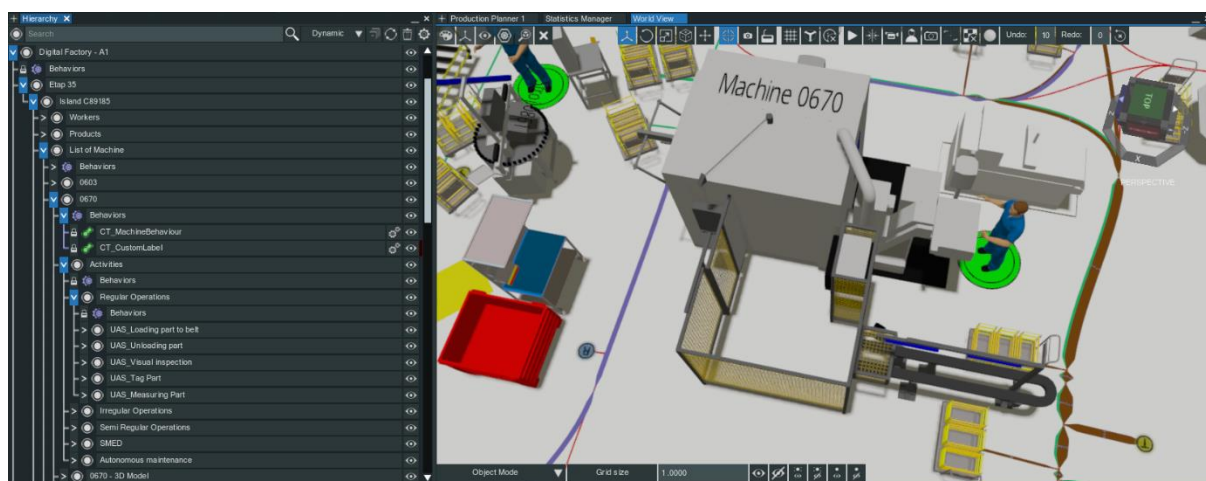 Hierarchy
Search
Dynamic
Digital Factory - A1
Behaviors
Etap 35
Island C89185
Workers
Products
List of Machine
Behaviors
0603
0670
Behaviors
CT_MachineBehaviour
CT_CustomLabel
Activities
Behaviors
Regular Operations
Behaviors
UAS_Loading part to belt
UAS_Unloading part
UAS_Visual inspection
UAS_Tag Part
UAS_Measuring Part
Irregular Operations
Semi Regular Operations
SMED
Autonomous maintenance
0670 - 3D Model
Production Planner 1
Statistics Manager
World View
Undo: 10 Redo: 0
Machine 0670
TOP
X
PERSPECTIVE
R
T
Object Mode
Grid size
1.0000